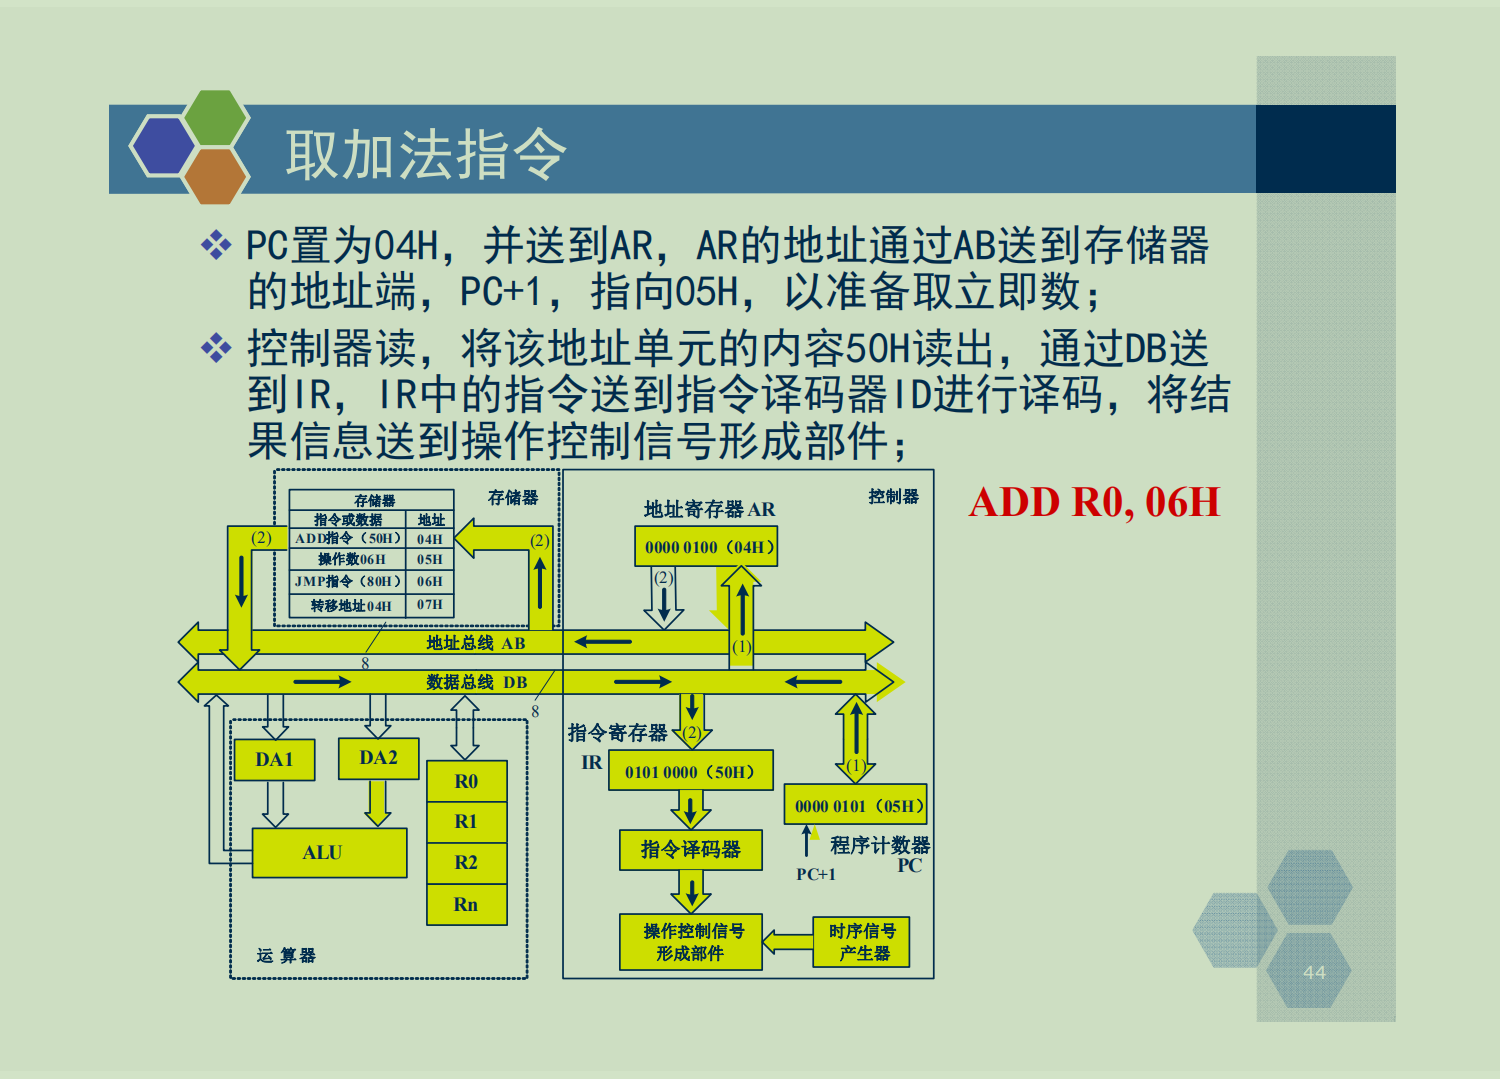 取加法指令
PC置为04H，并送到AR，AR的地址通过AB送到存储器
的地址端，PC+1，指向05H，以准备取立即数；
控制器读，将该地址单元的内容50H读出，通过DB送
到IR，IR中的指令送到指令译码器ID进行译码，将结
果信息送到操作控制信号形成部件；
ADD R0, 06H
存储器
存储器
指令或数据 地址
ADD指令（50H） 04H
操作数06H 05H
JMP指令（80H） 06H
转移地址04H 07H
(2)
(2)
控制器
地址寄存器 AR
0000 0100（04H）
(2)
(1)
地址总线 AB
8
数据总线 DB
8
DA1
DA2
R0
R1
R2
Rn
ALU
运 算器
指令寄存器
IR
(2)
0101 0000（50H）
(1)
0000 0101（05H）
程序计数器
PC
PC+1
指令译码器
操作控制信号
形成部件
时序信号
产生器
44